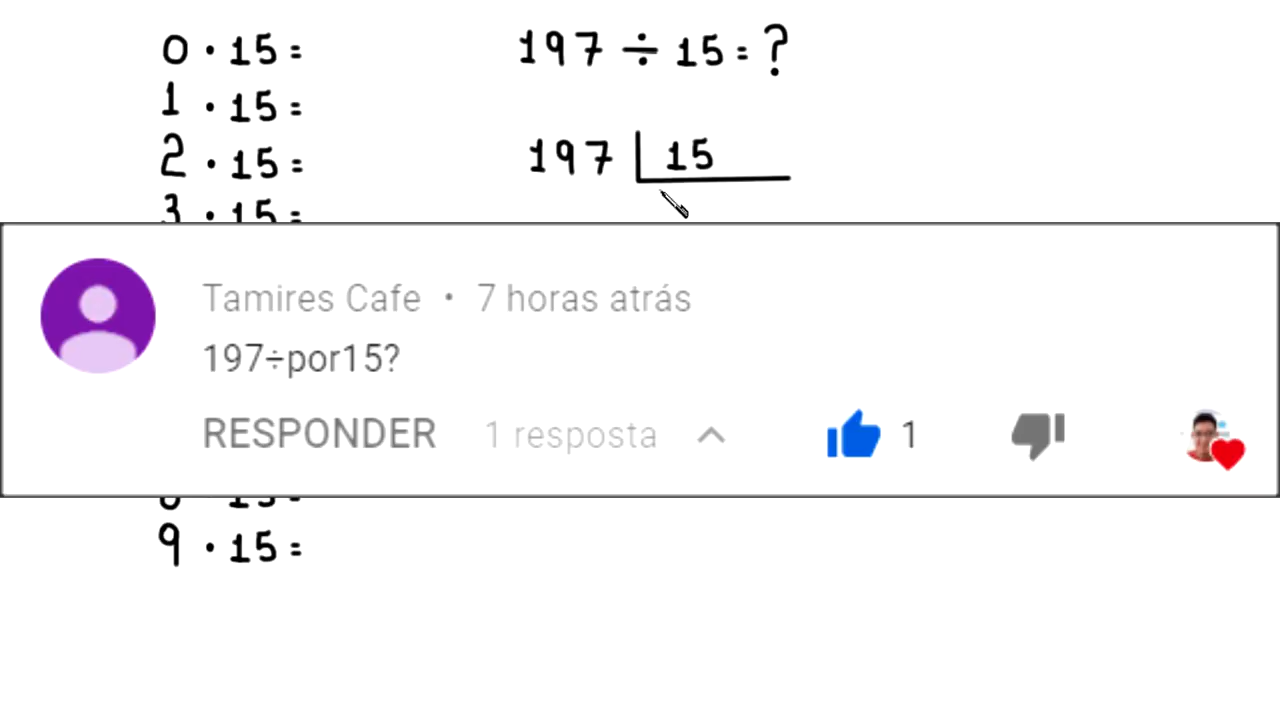 0 · 15 =
1 · 15 =
2 · 15 =
3 · 15 =
197 ÷ 15 = ?
197 15
Tamires Cafe • 7 horas atrás
197÷por15?
RESPONDER 1 resposta 1
9 · 15 =